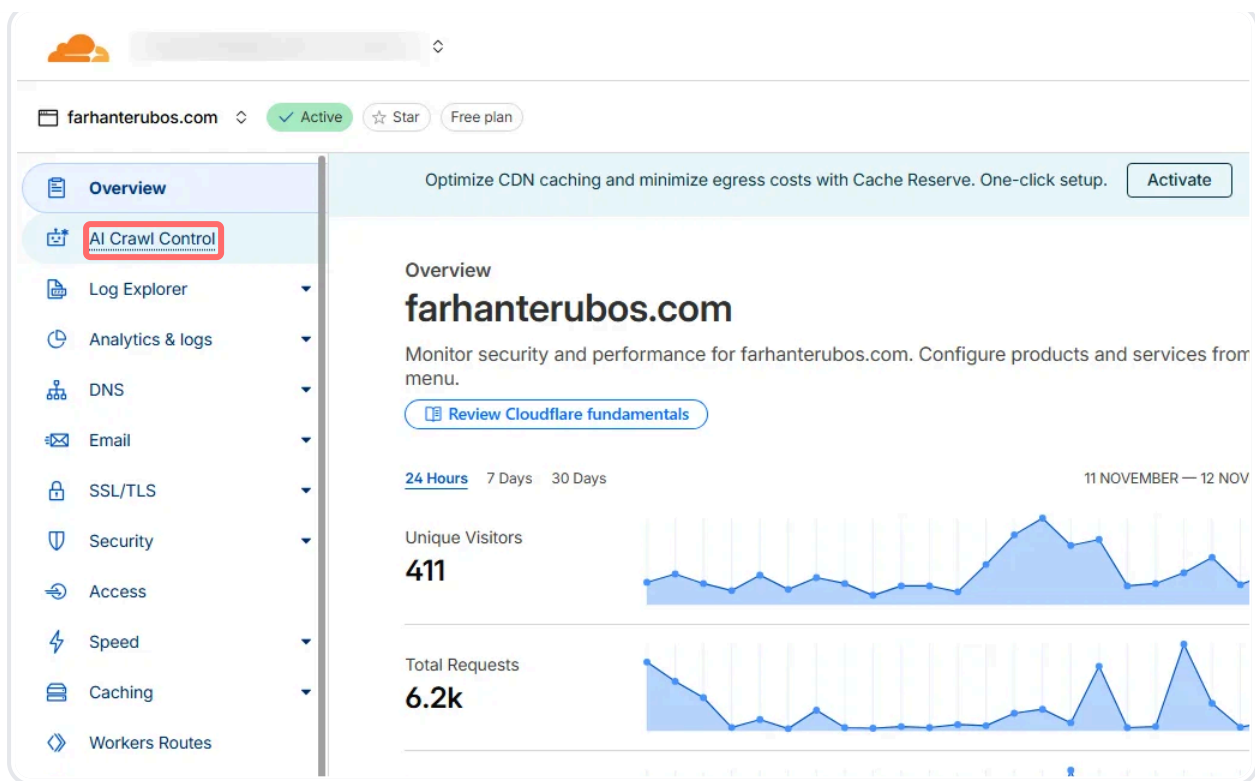 farhanterubos.com
Active
Star
Free plan
Overview
AI Crawl Control
Log Explorer
Analytics & logs
DNS
Email
SSL/TLS
Security
Access
Speed
Caching
Workers Routes
Optimize CDN caching and minimize egress costs with Cache Reserve. One-click setup.
Activate
Overview
farhanterubos.com
Monitor security and performance for farhanterubos.com. Configure products and services from
menu.
Review Cloudflare fundamentals
24 Hours 7 Days 30 Days
11 NOVEMBER — 12 NOV
Unique Visitors
411
Total Requests
6.2k